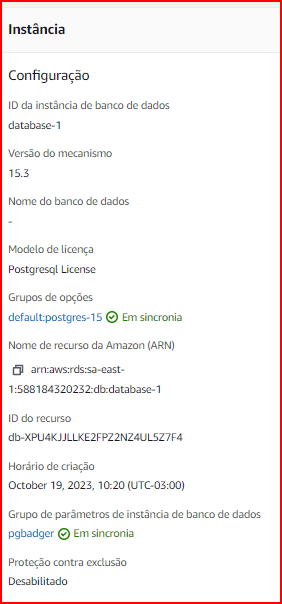 Instância
Configuração
ID da instância de banco de dados
database-1
Versão do mecanismo
15.3
Nome do banco de dados
-
Modelo de licença
Postgresql License
Grupos de opções
default:postgres-15 Em sincronia
Nome de recurso da Amazon (ARN)
arn:aws:rds:sa-east-
1:588184320232:db:database-1
ID do recurso
db-XPU4KJJLLKE2FPZ2NZ4UL5Z7F4
Horário de criação
October 19, 2023, 10:20 (UTC-03:00)
Grupo de parâmetros de instância de banco de dados
pgbadger Em sincronia
Proteção contra exclusão
Desabilitado